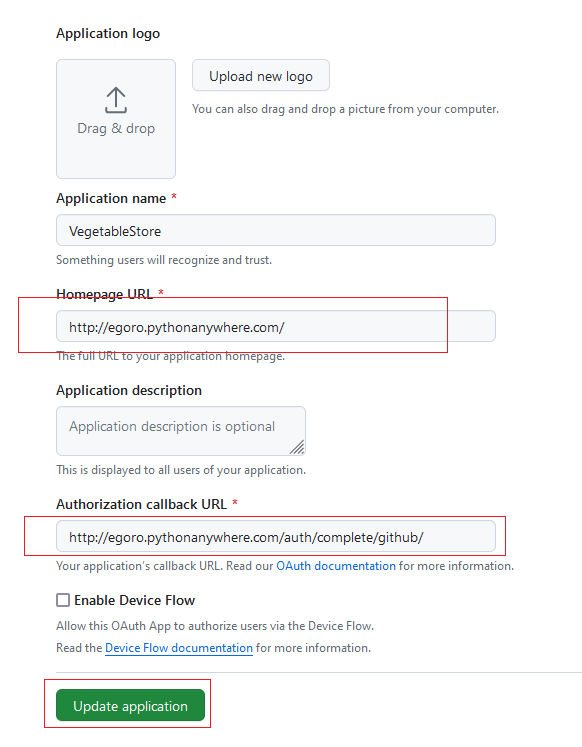 Application logo
Upload new logo
Drag & drop
You can also drag and drop a picture from your computer.
Application name *
VegetableStore
Something users will recognize and trust.
Homepage URL *
http://egoro.pythonanywhere.com/
The full URL to your application homepage.
Application description
Application description is optional
This is displayed to all users of your application.
Authorization callback URL *
http://egoro.pythonanywhere.com/auth/complete/github/
Your application's callback URL. Read our OAuth documentation for more information.
Enable Device Flow
Allow this OAuth App to authorize users via the Device Flow.
Read the Device Flow documentation for more information.
Update application